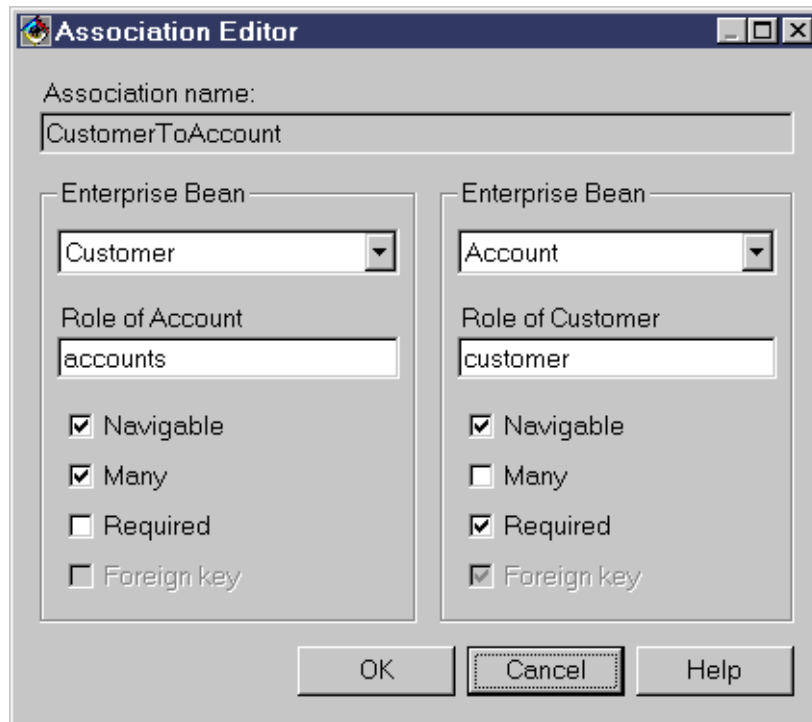 Association Editor
Association name:
CustomerToAccount
Enterprise Bean
Customer
Role of Account
accounts
Navigable
Many
Required
Foreign key
Enterprise Bean
Account
Role of Customer
customer
Navigable
Many
Required
Foreign key
OK
Cancel
Help